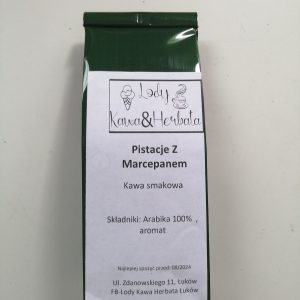 Lody
Kawa&Herbata
Pistacje Z
Marcepanem
Kawa smakowa
Składniki: Arabika 100% ,
aromat
Najlepiej spożyć przed: 08/2024
Ul. Zdanowskiego 11, Łuków
FB-Lody Kawa Herbata Łuków